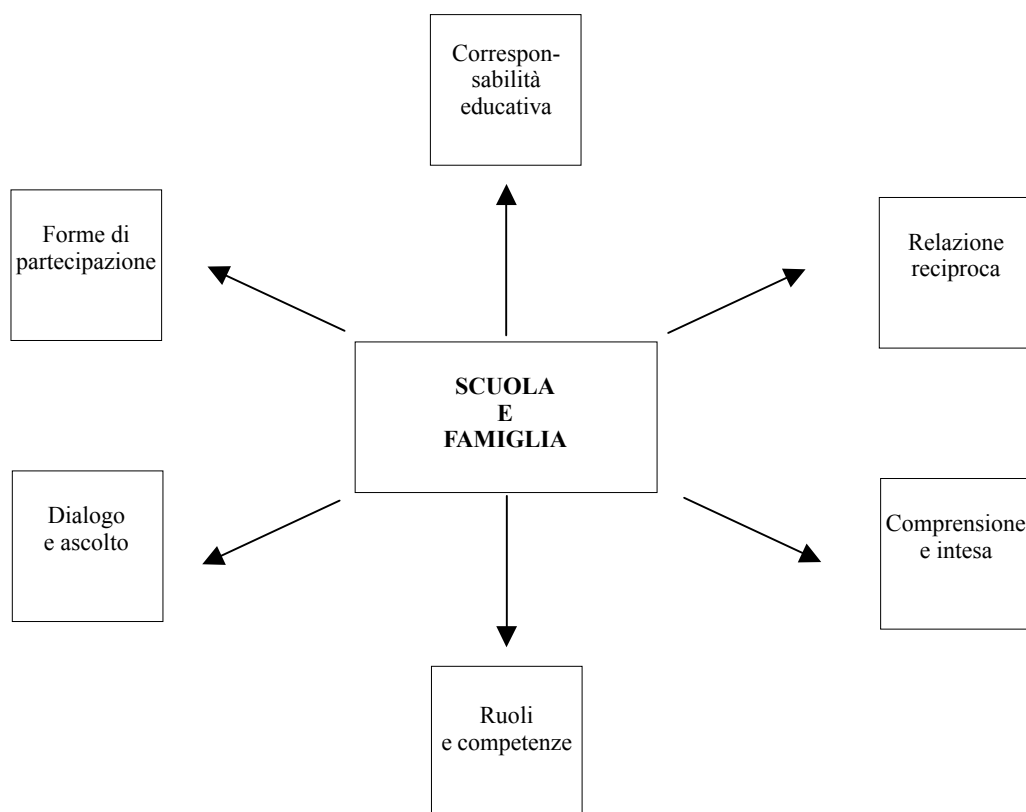 Correspon-
sabilità
educativa
Forme di
partecipazione
Relazione
reciproca
SCUOLA
E
FAMIGLIA
Dialogo
e ascolto
Comprensione
e intesa
Ruoli
e competenze